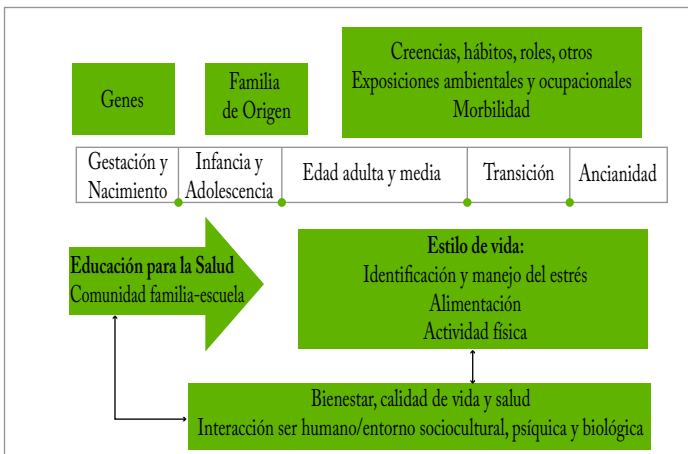 Genes
Familia
de Origen
Creencias, hábitos, roles, otros
Exposiciones ambientales y ocupacionales
Morbilidad
Gestación y
Nacimiento
Infancia y
Adolescencia
Edad adulta y media
Transición
Ancianidad
Educación para la Salud
Comunidad familia-escuela
Estilo de vida:
Identificación y manejo del estrés
Alimentación
Actividad física
Bienestar, calidad de vida y salud
Interacción ser humano/entorno sociocultural, psíquica y biológica